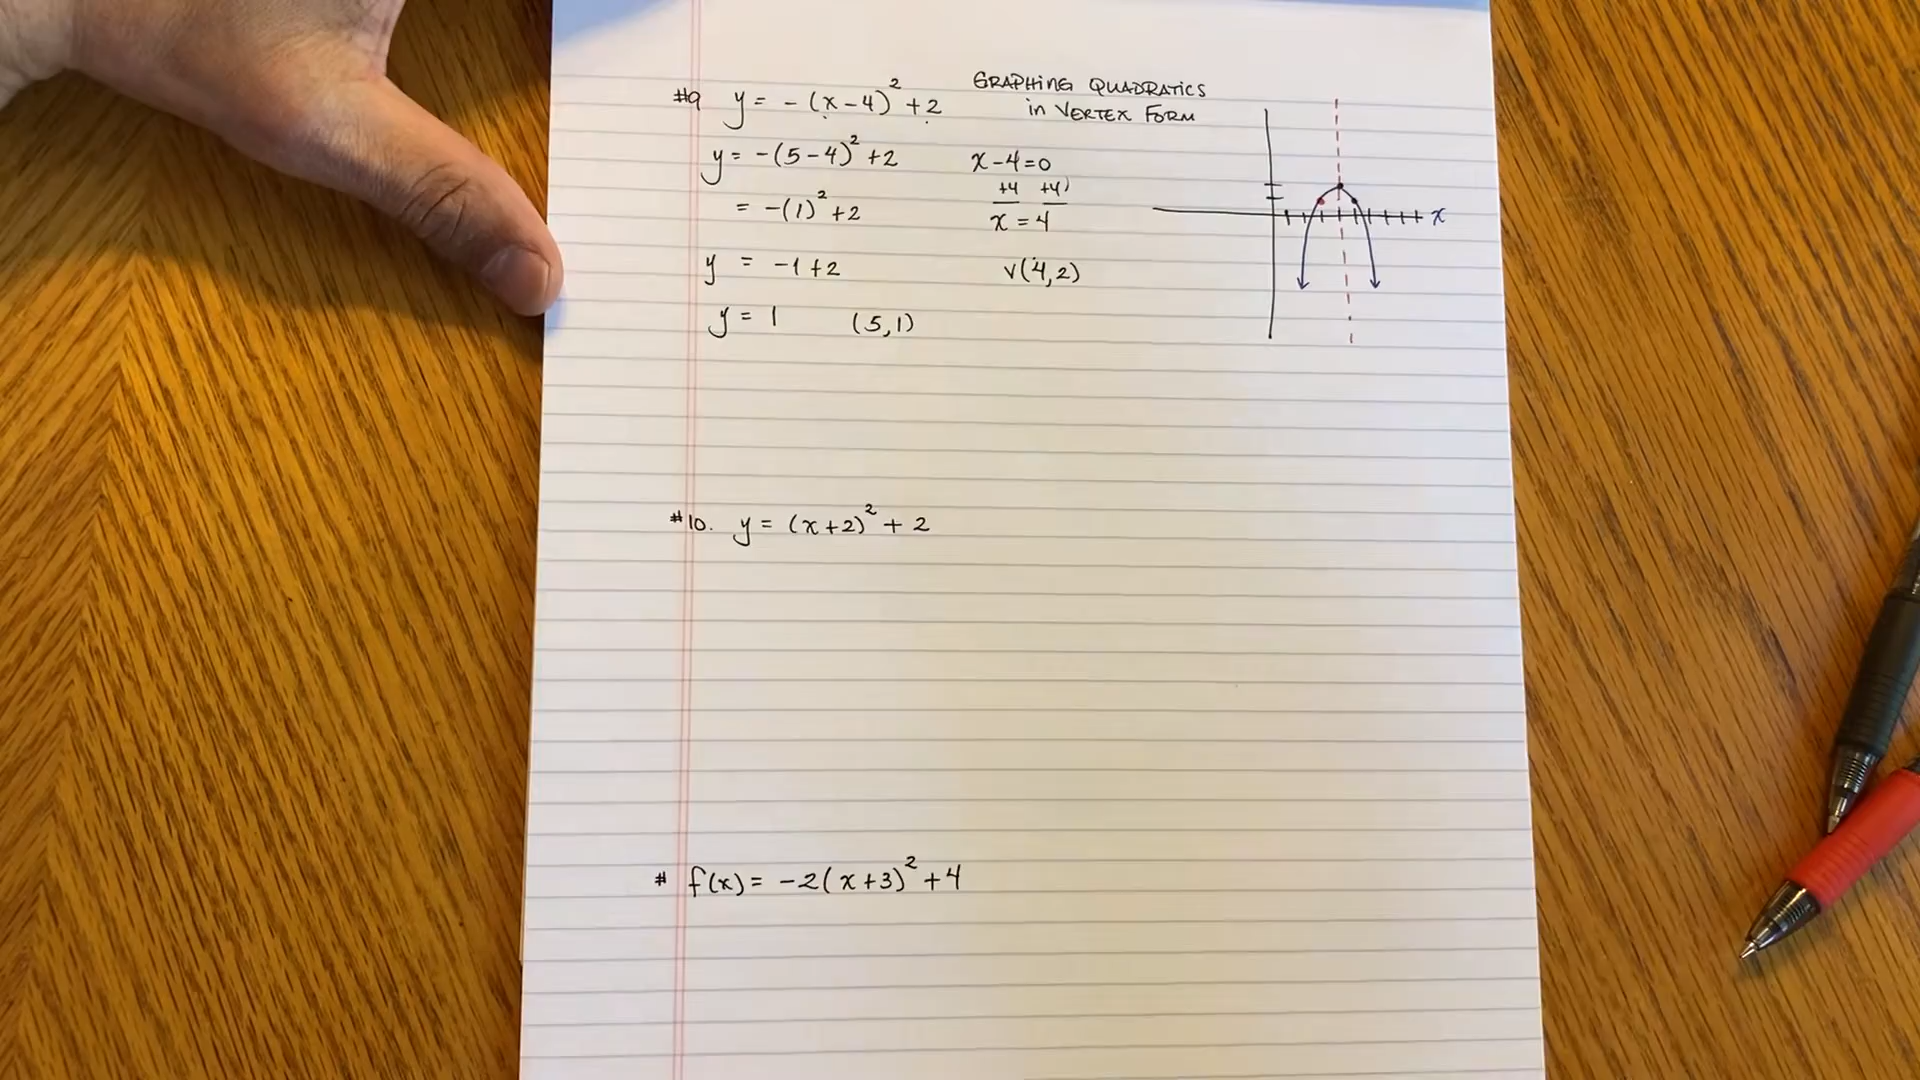 GRAPHING QUADRATICS
in VERTEX FORM
#9 y = -(x-4)² +2
y = -(5-4)² +2
= -(1)² +2
y = -1 +2
y = 1 (5,1)
x-4=0
+4 +4
x = 4
v(4,2)
x
#10. y = (x+2)² + 2
# f(x) = -2(x+3)² +4